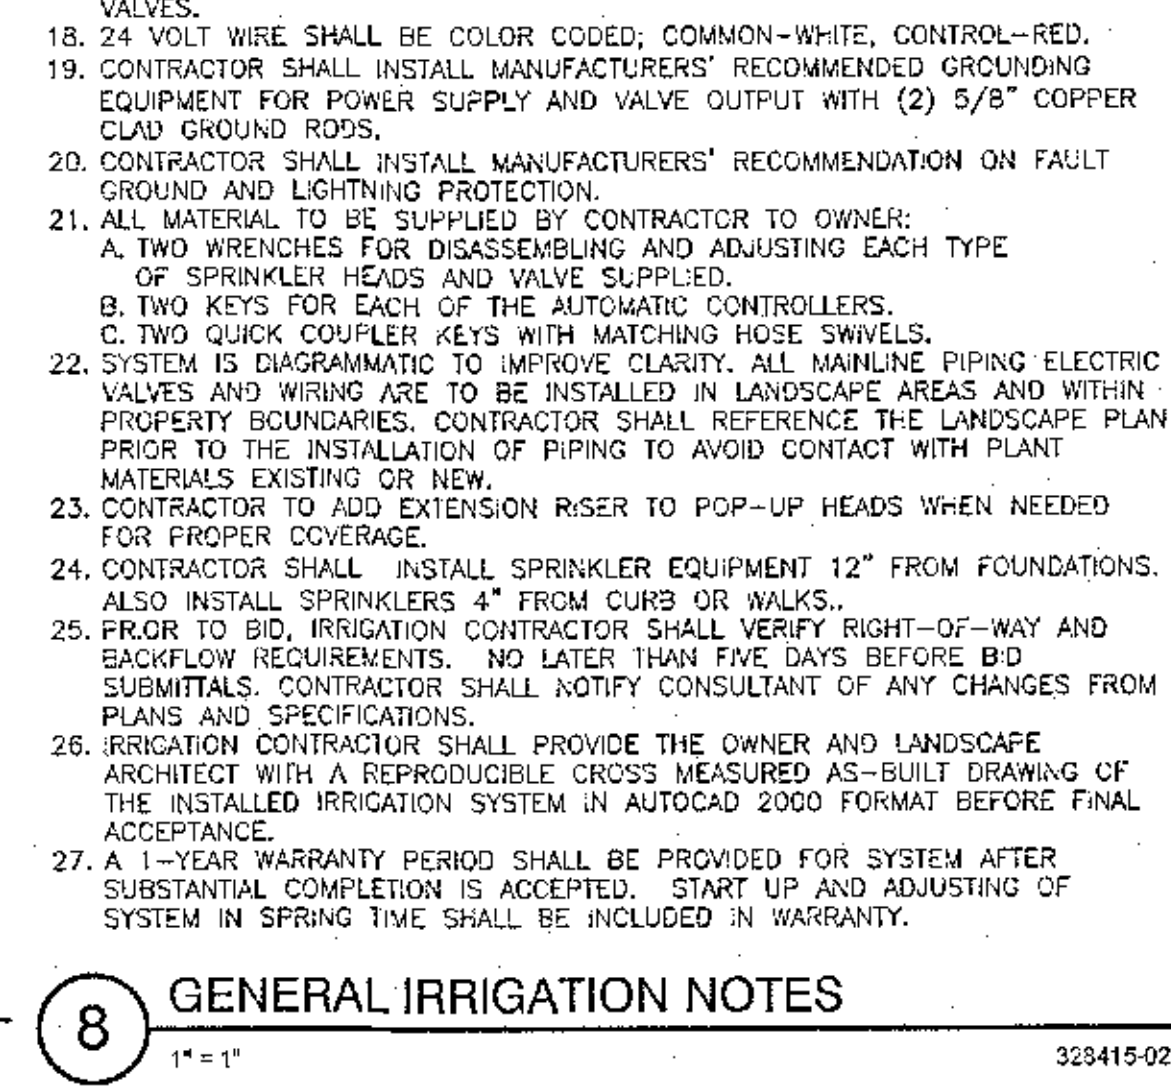 VALVES.
18. 24 VOLT WIRE SHALL BE COLOR CODED; COMMON-WHITE, CONTROL-RED.
19. CONTRACTOR SHALL INSTALL MANUFACTURERS' RECOMMENDED GROUNDING
EQUIPMENT FOR POWER SUPPLY AND VALVE OUTPUT WITH (2) 5/8" COPPER
CLAD GROUND RODS.
20. CONTRACTOR SHALL INSTALL MANUFACTURERS' RECOMMENDATION ON FAULT
GROUND AND LIGHTNING PROTECTION.
21. ALL MATERIAL TO BE SUPPLIED BY CONTRACTOR TO OWNER:
A. TWO WRENCHES FOR DISASSEMBLING AND ADJUSTING EACH TYPE
OF SPRINKLER HEADS AND VALVE SUPPLIED.
B. TWO KEYS FOR EACH OF THE AUTOMATIC CONTROLLERS.
C. TWO QUICK COUPLER KEYS WITH MATCHING HOSE SWIVELS.
22. SYSTEM IS DIAGRAMMATIC TO IMPROVE CLARITY. ALL MAINLINE PIPING ELECTRIC
VALVES AND WIRING ARE TO BE INSTALLED IN LANDSCAPE AREAS AND WITHIN
PROPERTY BOUNDARIES. CONTRACTOR SHALL REFERENCE THE LANDSCAPE PLAN
PRIOR TO THE INSTALLATION OF PIPING TO AVOID CONTACT WITH PLANT
MATERIALS EXISTING OR NEW.
23. CONTRACTOR TO ADD EXTENSION RISER TO POP-UP HEADS WHEN NEEDED
FOR PROPER COVERAGE.
24. CONTRACTOR SHALL INSTALL SPRINKLER EQUIPMENT 12" FROM FOUNDATIONS.
ALSO INSTALL SPRINKLERS 4" FROM CURB OR WALKS..
25. PRIOR TO BID, IRRIGATION CONTRACTOR SHALL VERIFY RIGHT-OF-WAY AND
BACKFLOW REQUIREMENTS. NO LATER THAN FIVE DAYS BEFORE BID
SUBMITTALS. CONTRACTOR SHALL NOTIFY CONSULTANT OF ANY CHANGES FROM
PLANS AND SPECIFICATIONS.
26. IRRIGATION CONTRACTOR SHALL PROVIDE THE OWNER AND LANDSCAPE
ARCHITECT WITH A REPRODUCIBLE CROSS MEASURED AS-BUILT DRAWING OF
THE INSTALLED IRRIGATION SYSTEM IN AUTOCAD 2000 FORMAT BEFORE FINAL
ACCEPTANCE.
27. A 1-YEAR WARRANTY PERIOD SHALL BE PROVIDED FOR SYSTEM AFTER
SUBSTANTIAL COMPLETION IS ACCEPTED. START UP AND ADJUSTING OF
SYSTEM IN SPRING TIME SHALL BE INCLUDED IN WARRANTY.
8 GENERAL IRRIGATION NOTES
1" = 1" 328415-02